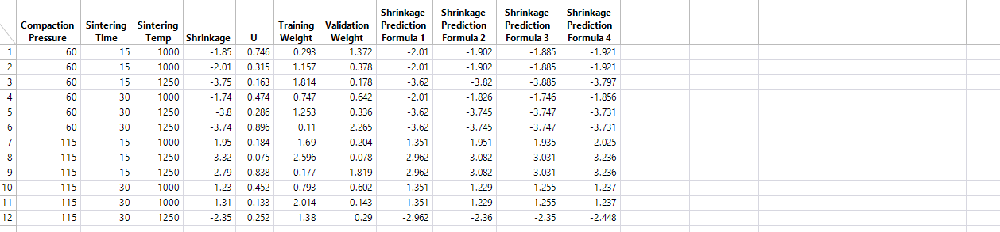 Shrinkage Shrinkage Shrinkage Shrinkage
Compaction Sintering Sintering Training Validation Prediction Prediction Prediction Prediction
Pressure Time Temp Shrinkage U Weight Weight Formula 1 Formula 2 Formula 3 Formula 4
1 60 15 1000 -1.85 0.746 0.293 1.372 -2.01 -1.902 -1.885 -1.921
2 60 15 1000 -2.01 0.315 1.157 0.378 -2.01 -1.902 -1.885 -1.921
3 60 15 1250 -3.75 0.163 1.814 0.178 -3.62 -3.82 -3.885 -3.797
4 60 30 1000 -1.74 0.474 0.747 0.642 -2.01 -1.826 -1.746 -1.856
5 60 30 1250 -3.8 0.286 1.253 0.336 -3.62 -3.745 -3.747 -3.731
6 60 30 1250 -3.74 0.896 0.11 2.265 -3.62 -3.745 -3.747 -3.731
7 115 15 1000 -1.95 0.184 1.69 0.204 -1.351 -1.951 -1.935 -2.025
8 115 15 1250 -3.32 0.075 2.596 0.078 -2.962 -3.082 -3.031 -3.236
9 115 15 1250 -2.79 0.838 0.177 1.819 -2.962 -3.082 -3.031 -3.236
10 115 30 1000 -1.23 0.452 0.793 0.602 -1.351 -1.229 -1.255 -1.237
11 115 30 1000 -1.31 0.133 2.014 0.143 -1.351 -1.229 -1.255 -1.237
12 115 30 1250 -2.35 0.252 1.38 0.29 -2.962 -2.36 -2.35 -2.448